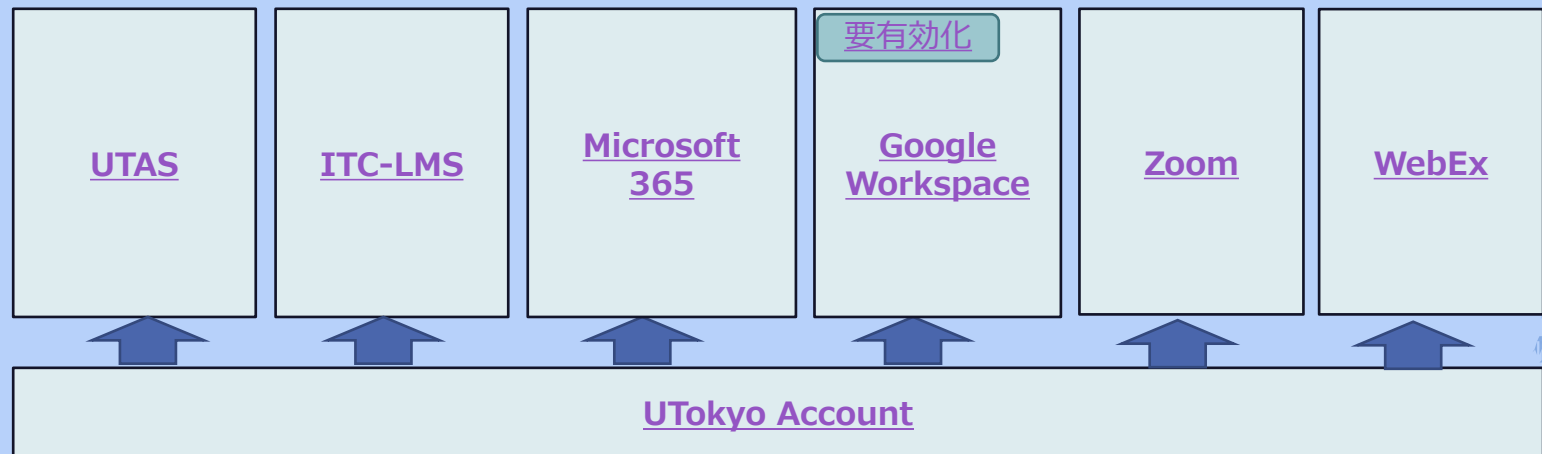 要有効化
UTAS
ITC-LMS
Microsoft
365
Google
Workspace
Zoom
WebEx
UTokyo Account